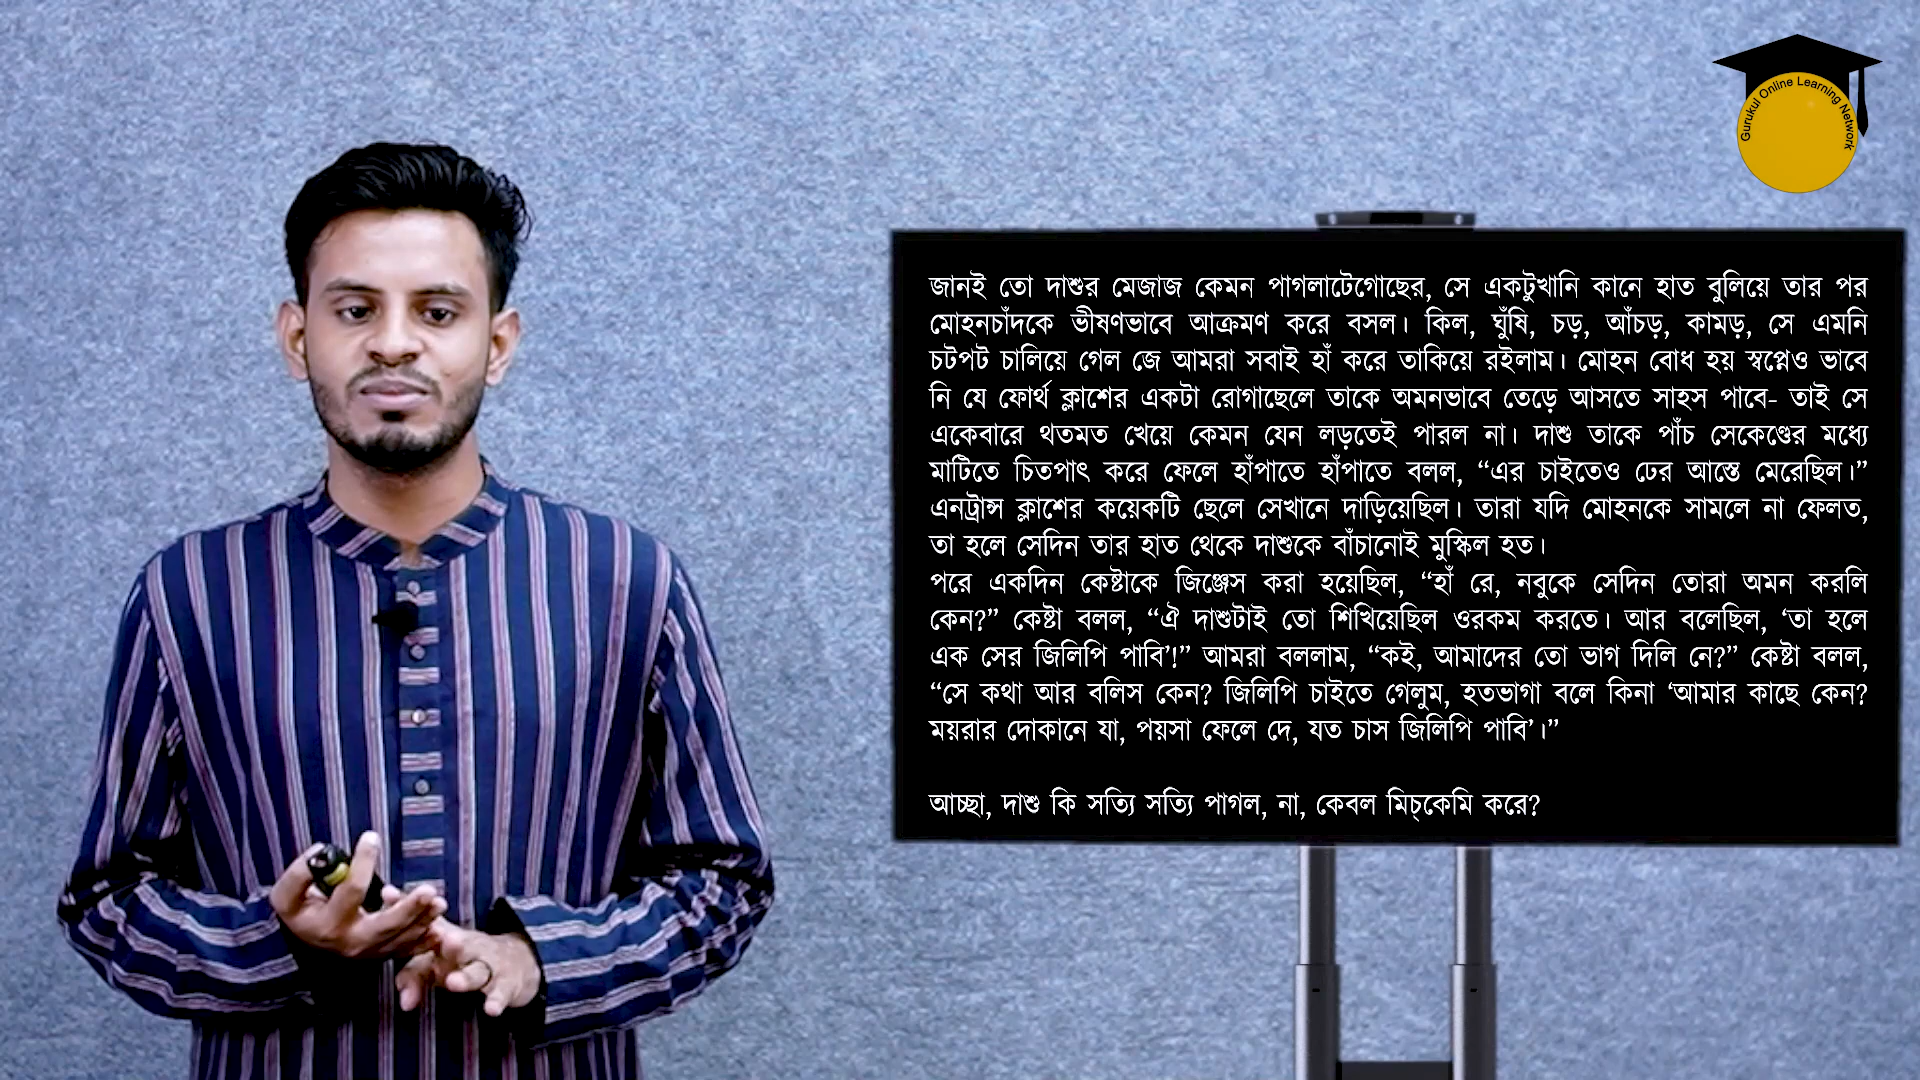 Gurukul Online Learning Network
জানই তো দাশুর মেজাজ কেমন পাগলাটেগোছের, সে একটুখানি কানে হাত বুলিয়ে তার পর
মোহনচাঁদকে ভীষণভাবে আক্রমণ করে বসল। কিল, ঘুঁষি, চড়, আঁচড়, কামড়, সে এমনি
চটপট চালিয়ে গেল জে আমরা সবাই হাঁ করে তাকিয়ে রইলাম। মোহন বোধ হয় স্বপ্নেও ভাবে
নি যে ফোর্থ ক্লাশের একটা রোগাছেলে তাকে অমনভাবে তেড়ে আসতে সাহস পাবে- তাই সে
একেবারে থতমত খেয়ে কেমন যেন লড়তেই পারল না। দাশু তাকে পাঁচ সেকেণ্ডের মধ্যে
মাটিতে চিতপাৎ করে ফেলে হাঁপাতে হাঁপাতে বলল, “এর চাইতেও ঢের আস্তে মেরেছিল।”
এনট্রান্স ক্লাশের কয়েকটি ছেলে সেখানে দাড়িয়েছিল। তারা যদি মোহনকে সামলে না ফেলত,
তা হলে সেদিন তার হাত থেকে দাশুকে বাঁচানোই মুস্কিল হত।
পরে একদিন কেষ্টাকে জিজ্ঞেস করা হয়েছিল, “হাঁ রে, নবুকে সেদিন তোরা অমন করলি
কেন?” কেষ্টা বলল, “ঐ দাশুটাই তো শিখিয়েছিল ওরকম করতে। আর বলেছিল, ‘তা হলে
এক সের জিলিপি পাবি’!” আমরা বললাম, “কই, আমাদের তো ভাগ দিলি নে?” কেষ্টা বলল,
“সে কথা আর বলিস কেন? জিলিপি চাইতে গেলুম, হতভাগা বলে কিনা ‘আমার কাছে কেন?
ময়রার দোকানে যা, পয়সা ফেলে দে, যত চাস জিলিপি পাবি’।”
আচ্ছা, দাশু কি সত্যি সত্যি পাগল, না, কেবল মিচ্‌কেমি করে?